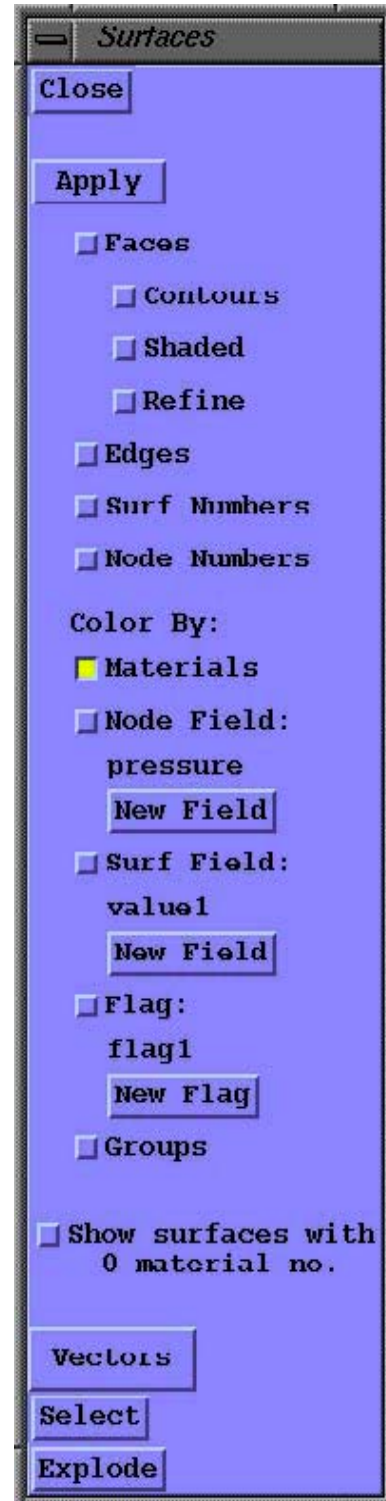 Surfaces
Close
Apply
Faces
Contours
Shaded
Refine
Edges
Surf Numbers
Node Numbers
Color By:
Materials
Node Field:
pressure
New Field
Surf Field:
value1
New Field
Flag:
flag1
New Flag
Groups
Show surfaces with
0 material no.
Vectors
Select
Explode